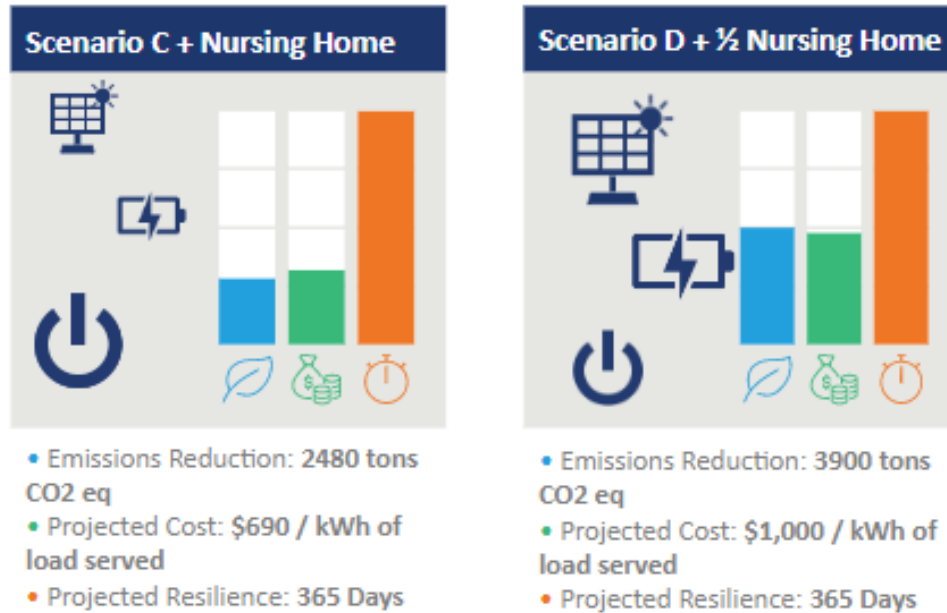 Scenario C + Nursing Home
• Emissions Reduction: 2480 tons
CO2 eq
• Projected Cost: $690 / kWh of
load served
• Projected Resilience: 365 Days
Scenario D + ½ Nursing Home
• Emissions Reduction: 3900 tons
CO2 eq
• Projected Cost: $1,000 / kWh of
load served
• Projected Resilience: 365 Days